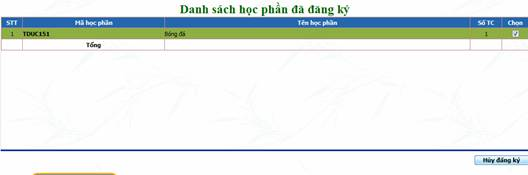 Danh sách học phần đã đăng ký
STT Mã học phần Tên học phần Số TC Chọn
1 TDUC151 Bóng đá 1
Tổng
Hủy đăng ký